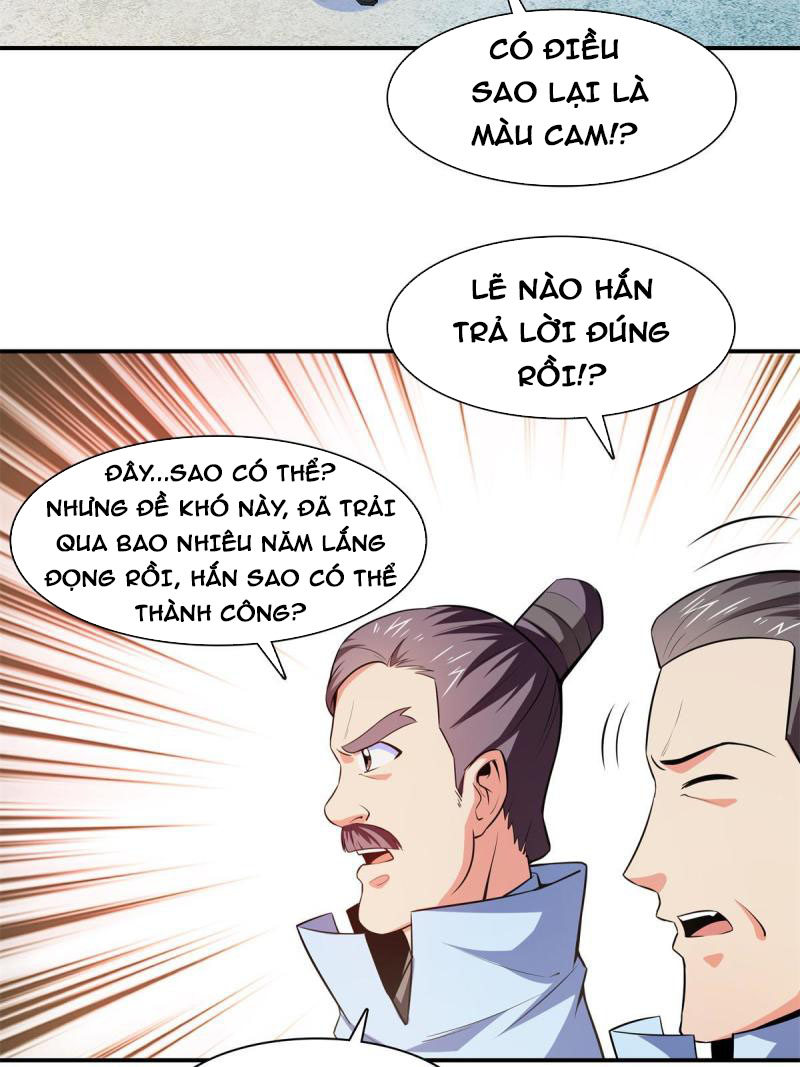 CÓ ĐIỀU
SAO LẠI LÀ
MÀU CAM!?
LẼ NÀO HẮN
TRẢ LỜI ĐÚNG
RỒI!?
ĐÂY...SAO CÓ THỂ?
NHƯNG ĐỀ KHÓ NÀY, ĐÃ TRẢI
QUA BAO NHIÊU NĂM LẮNG
ĐỌNG RỒI, HẮN SAO CÓ THỂ
THÀNH CÔNG?